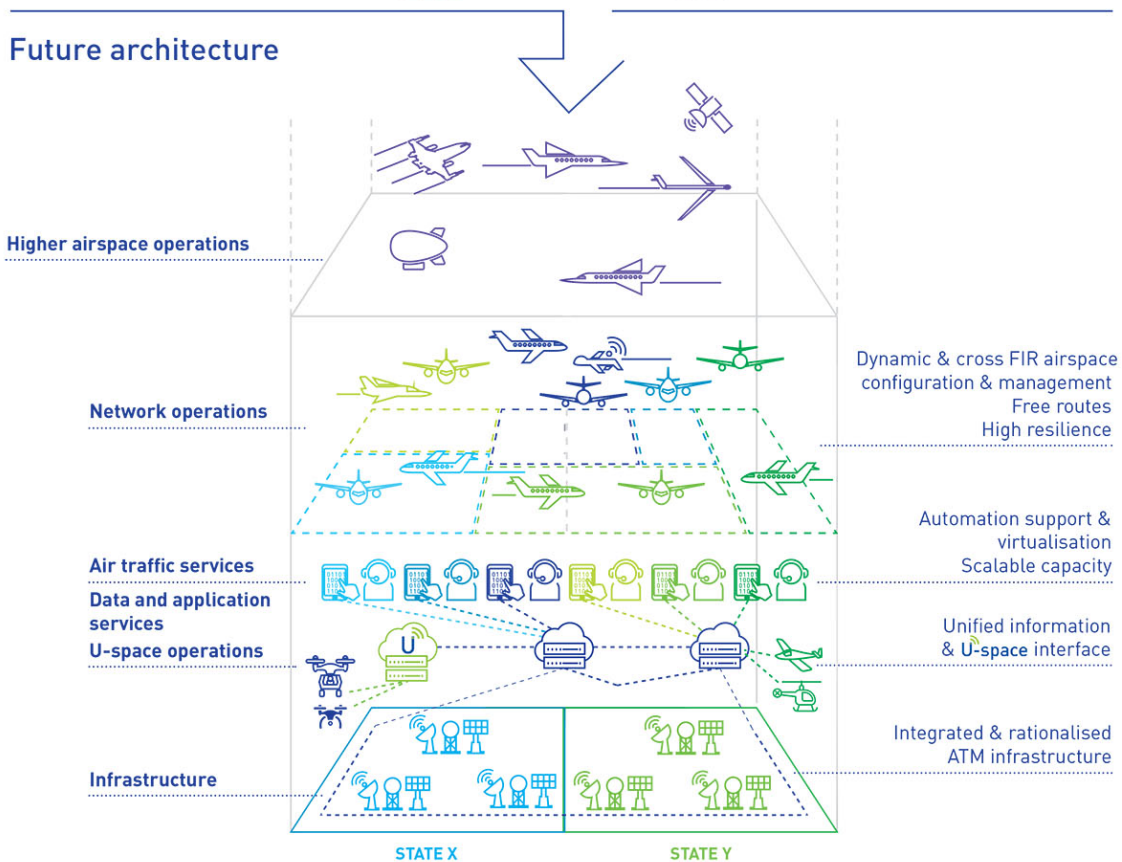 Future architecture
Higher airspace operations
Network operations
Dynamic & cross FIR airspace
configuration & management
Free routes
High resilience
Air traffic services
Data and application
services
U-space operations
Automation support &
virtualisation
Scalable capacity
U
Unified information
& U-space interface
Infrastructure
Integrated & rationalised
ATM infrastructure
STATE X
STATE Y